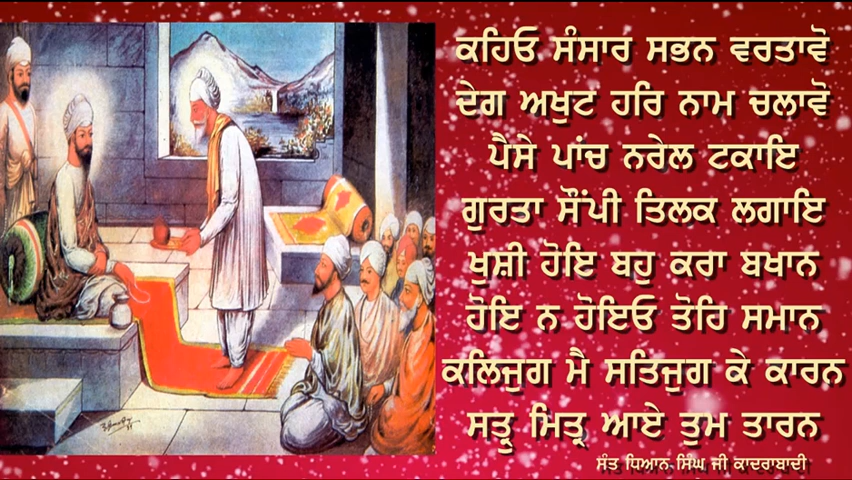 ਕਹਿਓ ਸੰਸਾਰ ਸਭਨ ਵਰਤਾਵੋ
ਦੇਗ ਅਖੁਟ ਹਰਿ ਨਾਮ ਚਲਾਵੋ
ਪੈਸੇ ਪਾਂਚ ਨਰੇਲ ਟਕਾਇ
ਗੁਰਤਾ ਸੌਂਪੀ ਤਿਲਕ ਲਗਾਇ
ਖੁਸ਼ੀ ਹੋਇ ਬਹੁ ਕਰਾ ਬਖਾਨ
ਹੋਇ ਨ ਹੋਇਓ ਤੋਹਿ ਸਮਾਨ
ਕਲਿਜੁਗ ਮੈ ਸਤਿਜੁਗ ਕੇ ਕਾਰਨ
ਸਤ੍ਰੁ ਮਿਤ੍ਰ ਆਏ ਤੁਮ ਤਾਰਨ
ਸੰਤ ਧਿਆਨ ਸਿੰਘ ਜੀ ਕਾਦਰਾਬਾਦੀ